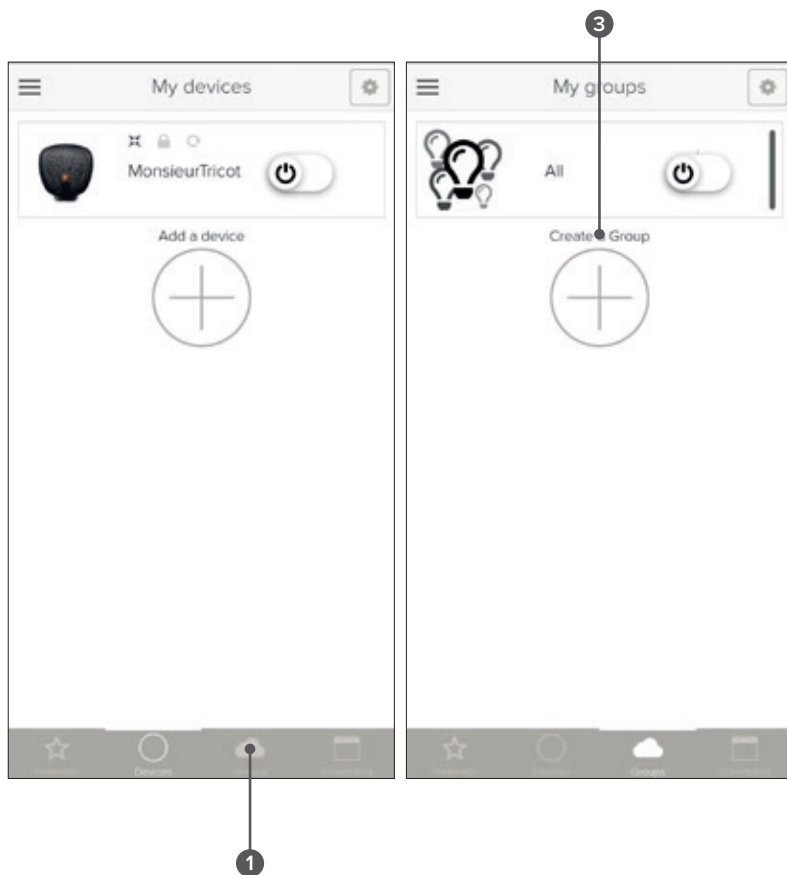 3
My devices
MonsieurTricot
Add a device
Devices
1
My groups
All
Create a Group
Groups